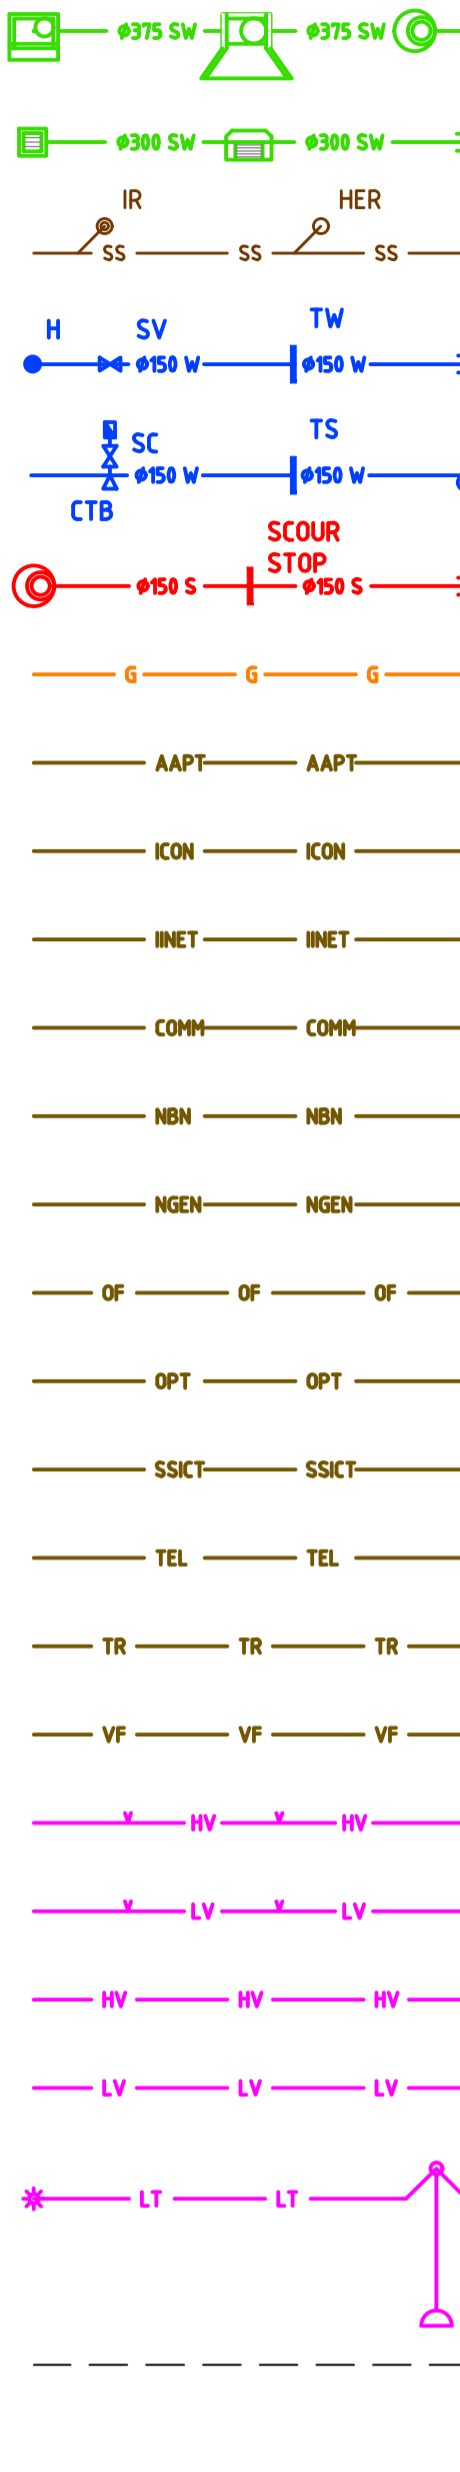 ø375 SW ø375 SW
ø300 SW ø300 SW
IR HER
SS SS SS
H SV TW
ø150 W ø150 W
SC TS
ø150 W ø150 W
CTB
SCOUR
STOP
ø150 S ø150 S
G G G
AAPT AAPT
ICON ICON
IINET IINET
COMM COMM
NBN NBN
NGEN NGEN
OF OF OF
OPT OPT
SSICT SSICT
TEL TEL
TR TR TR
VF VF VF
HV HV
LV LV
HV HV HV
LV LV LV
LT LT